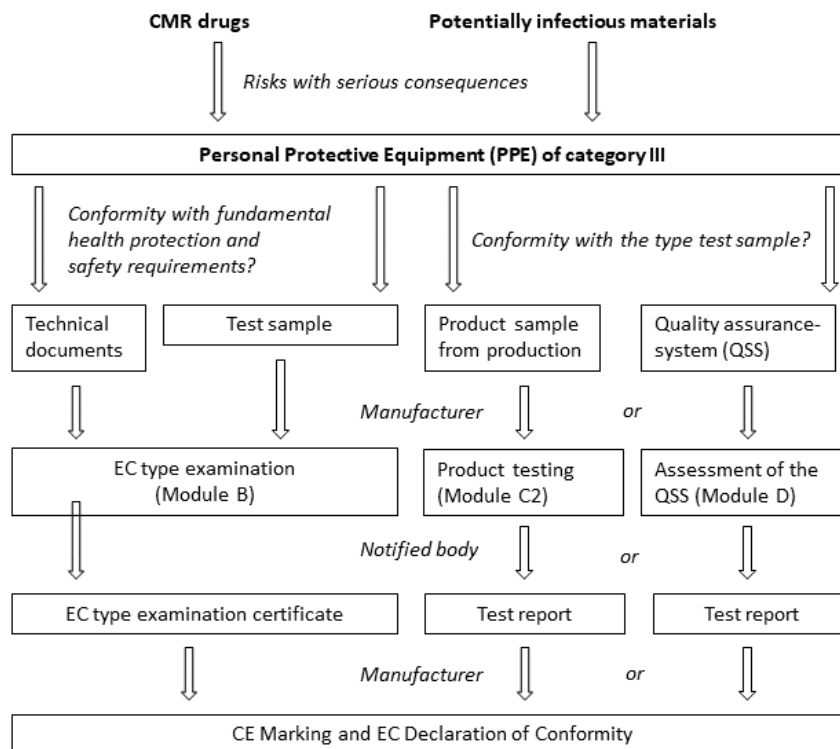 CMR drugs
Potentially infectious materials
Risks with serious consequences
Personal Protective Equipment (PPE) of category III
Conformity with fundamental
health protection and
safety requirements?
Conformity with the type test sample?
Technical
documents
Test sample
Product sample
from production
Quality assurance-
system (QSS)
Manufacturer
or
EC type examination
(Module B)
Product testing
(Module C2)
Assessment of the
QSS (Module D)
Notified body
or
EC type examination certificate
Test report
Test report
Manufacturer
or
CE Marking and EC Declaration of Conformity